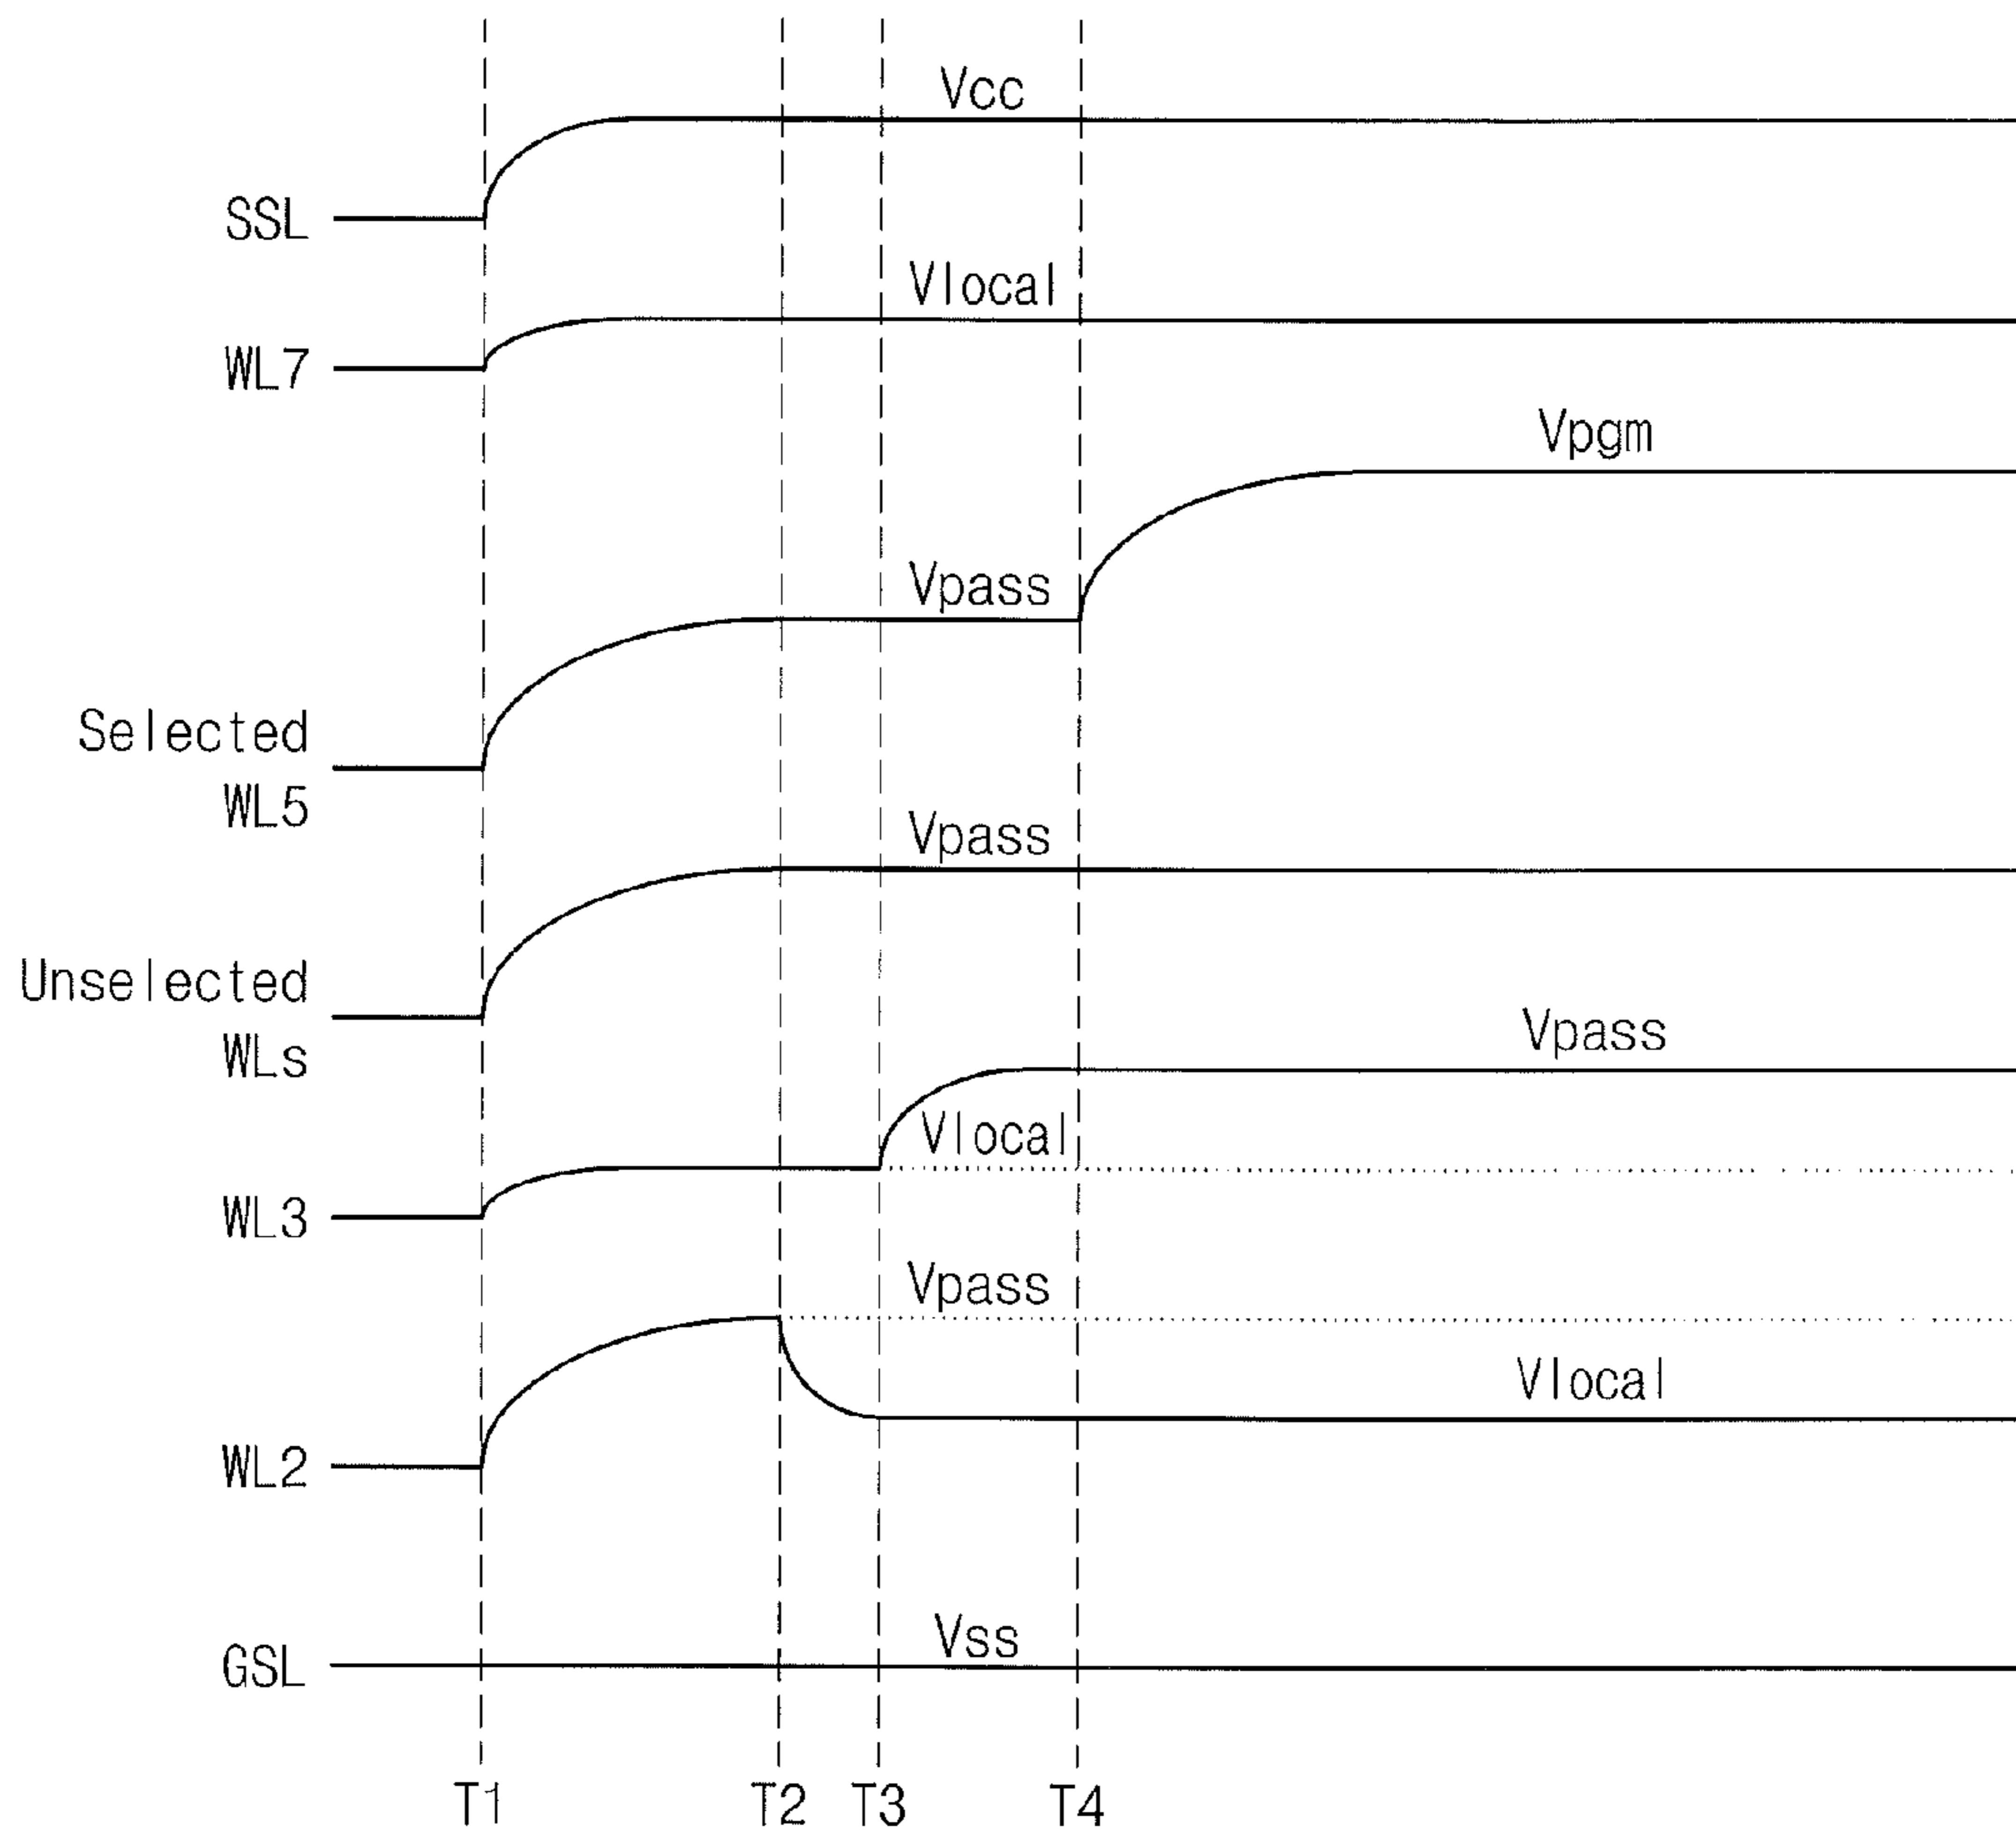 Vcc
SSL
Vlocal
WL7
Vpgm
Vpass
Selected
WL5
Vpass
Unselected
WLs
Vpass
Vlocal
WL3
Vpass
Vlocal
WL2
Vss
GSL
T1 T2 T3 T4